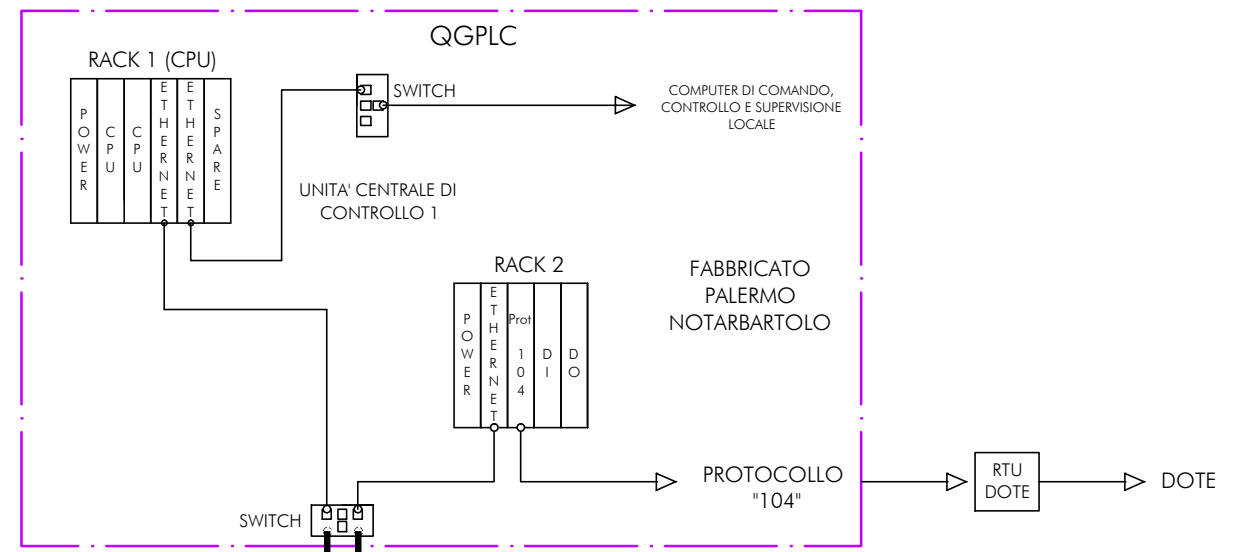 QGPLC
RACK 1 (CPU)
POWER
CPU
CPU
ETHERNET
ETHERNET
SPARE
SWITCH
COMPUTER DI COMANDO,
CONTROLLO E SUPERVISIONE
LOCALE
UNITA' CENTRALE DI
CONTROLLO 1
RACK 2
POWER
ETHERNET
Prot
104
DI
DO
FABBRICATO
PALERMO
NOTARBARTOLO
PROTOCOLLO
"104"
RTU
DOTE
DOTE
SWITCH